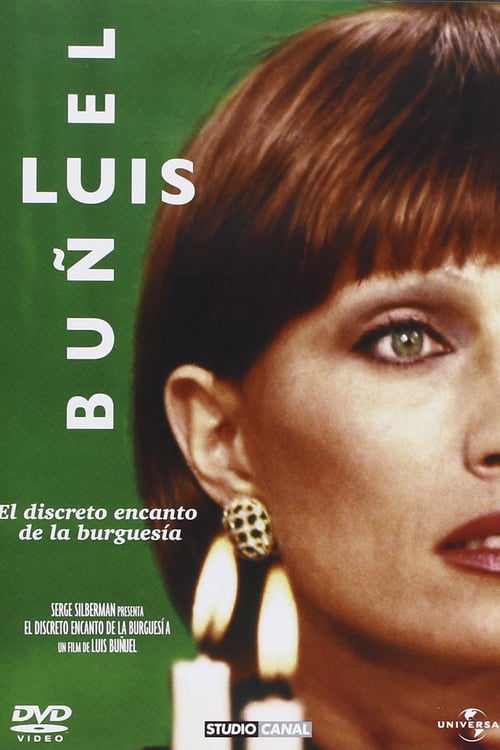 LUIS
BUÑUEL
El discreto encanto
de la burguesía
SERGE SILBERMAN PRESENTA
EL DISCRETO ENCANTO DE LA BURGUESÍA
UN FILM DE LUIS BUÑUEL
DVD
VIDEO
STUDIO CANAL
UNIVERSA